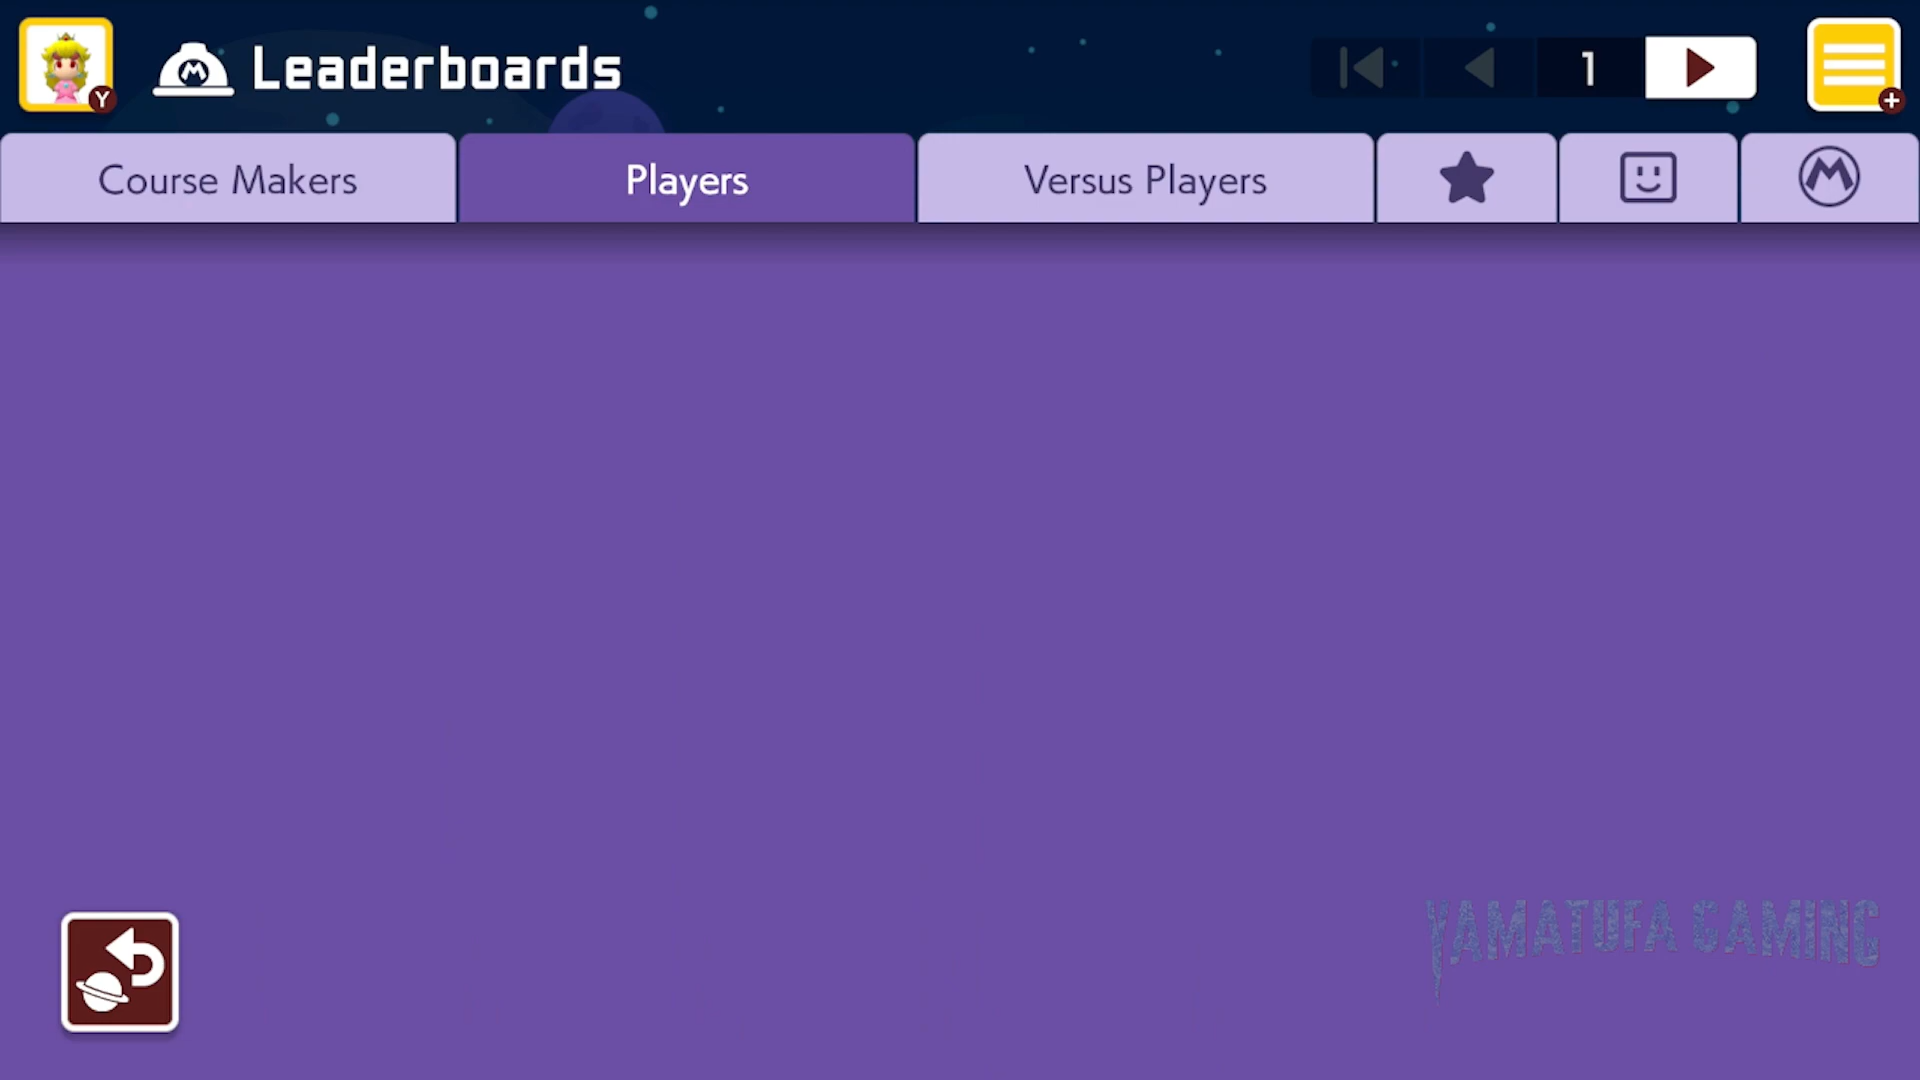 Y
Leaderboards
1
+
Course Makers
Players
Versus Players
M
YAMATUFA GAMING